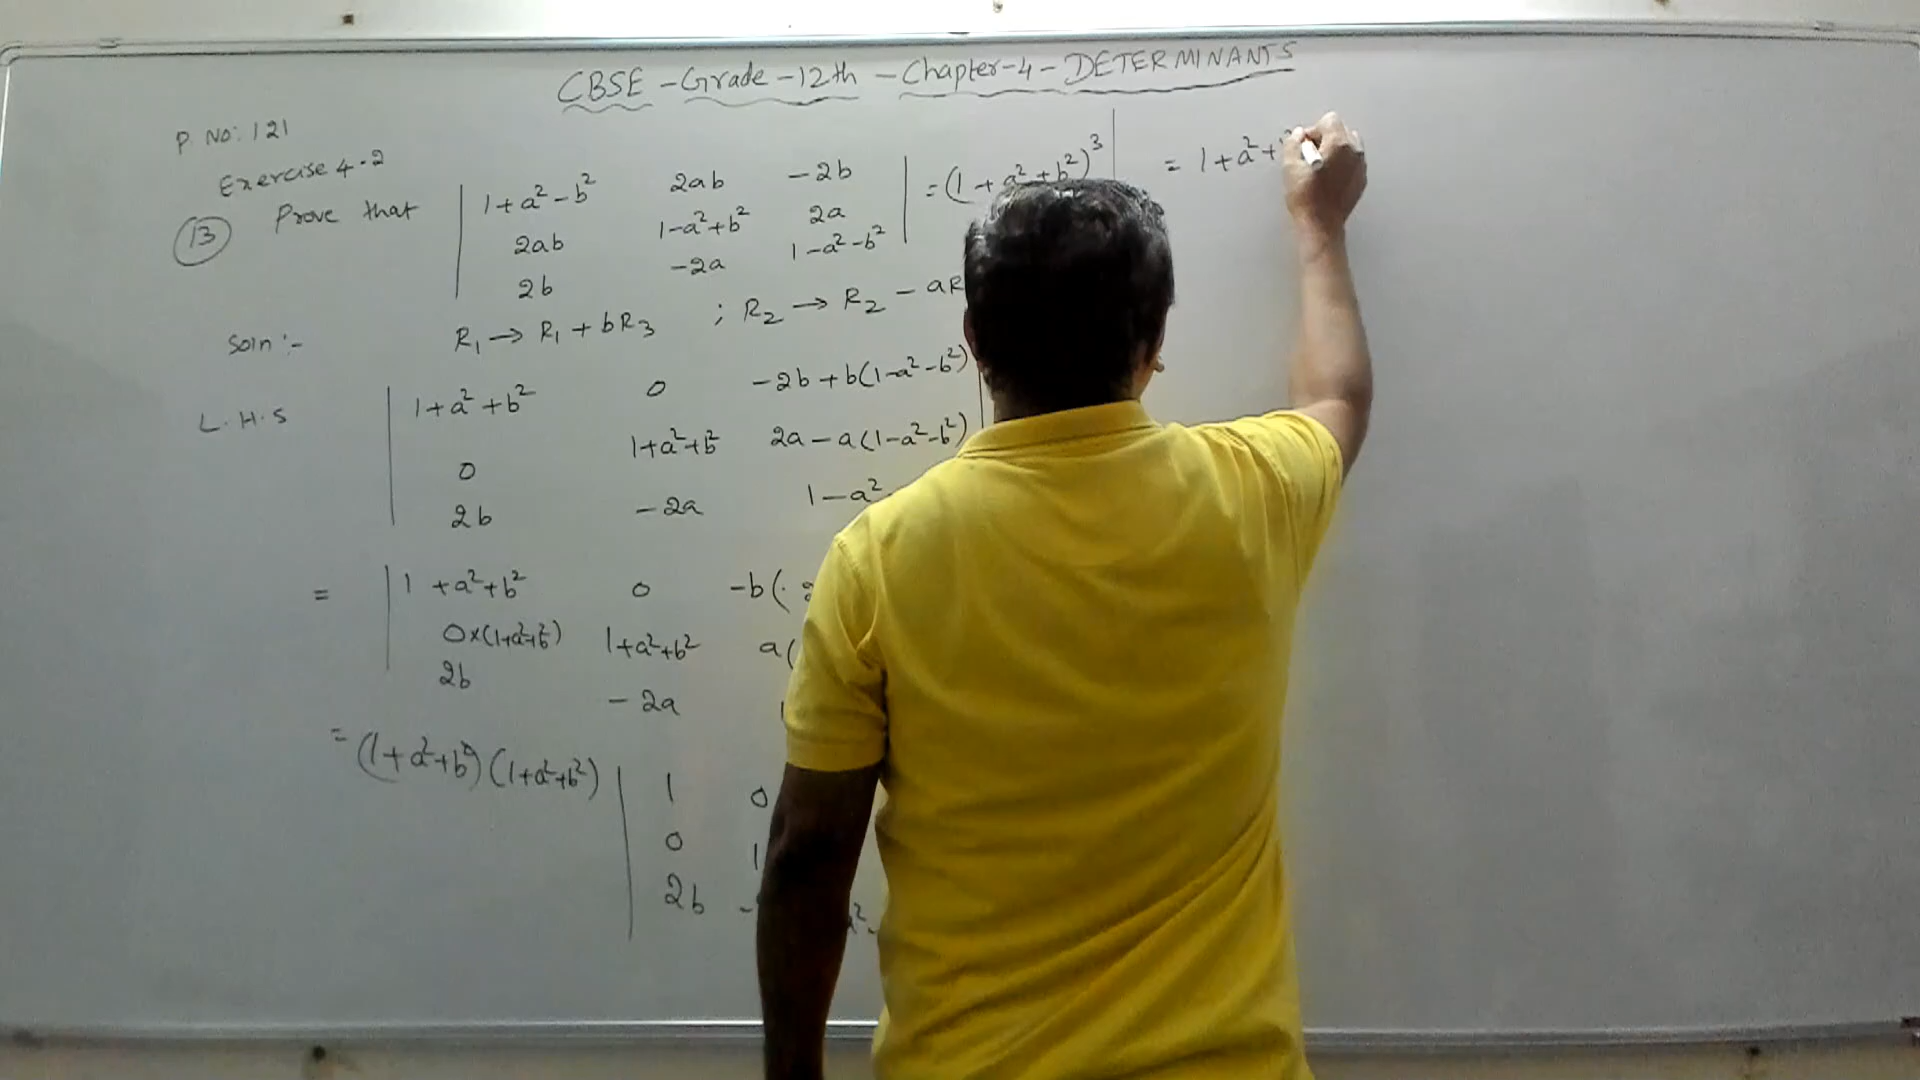 CBSE - Grade - 12th - Chapter-4 - DETERMINANTS
P. No: 121
Exercise 4.2
(13) Prove that
| 1+a²-b² 2ab -2b | = (1+a²+b²)³
2ab 1-a²+b² 2a
2b -2a 1-a²-b²
Soln :- R₁ → R₁ + bR₃ ; R₂ → R₂ - aR
L.H.S | 1+a²+b² 0 -2b+b(1-a²-b²) |
0 1+a²+b² 2a-a(1-a²-b²)
2b -2a 1-a²
= | 1+a²+b² 0 -b(
0×(1+a²+b²) 1+a²+b² a(
2b -2a
= (1+a²+b²)(1+a²+b²) | 1 0
0 1
2b -
= 1+a²+